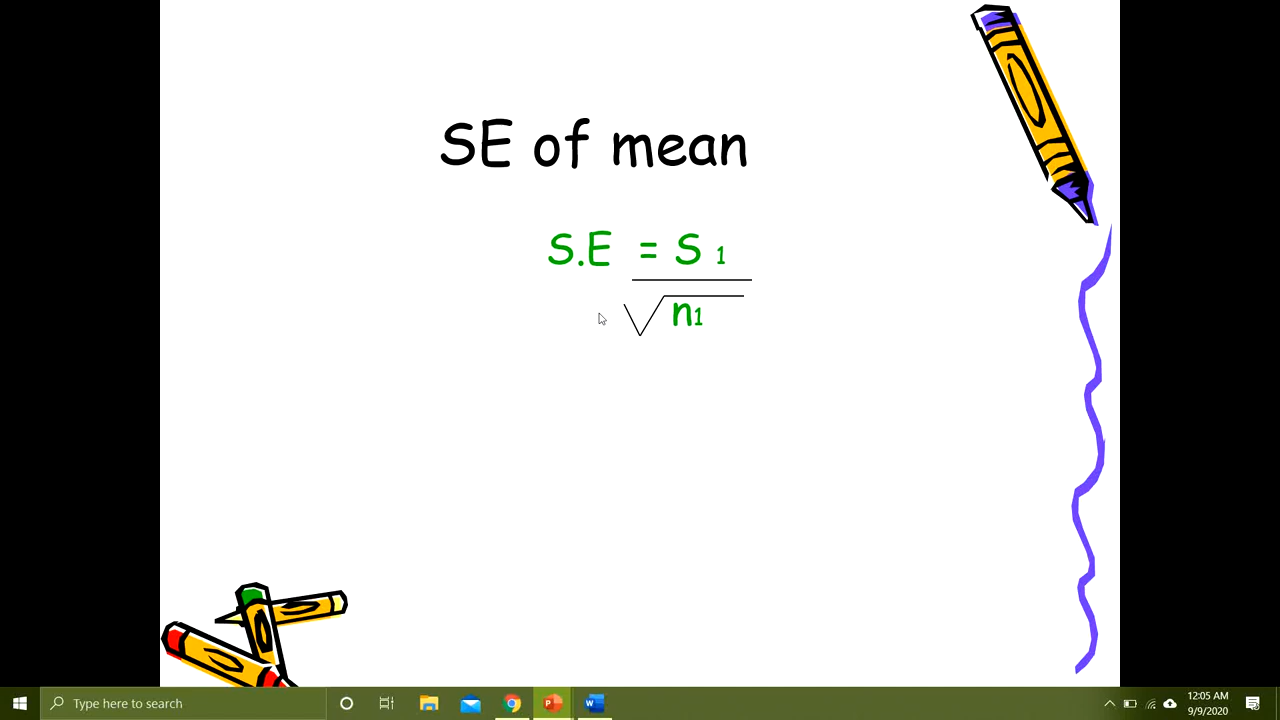 SE of mean
S.E = S 1
n1
Type here to search
12:05 AM
9/9/2020